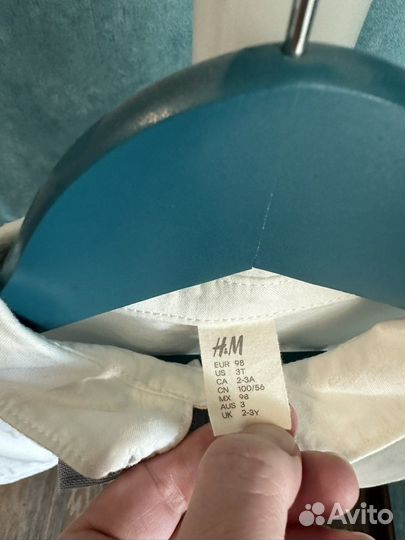 H&M
EUR 98
US 3T
CA 2-3A
CN 100/56
MX 98
AUS 3
UK 2-3Y
Avito